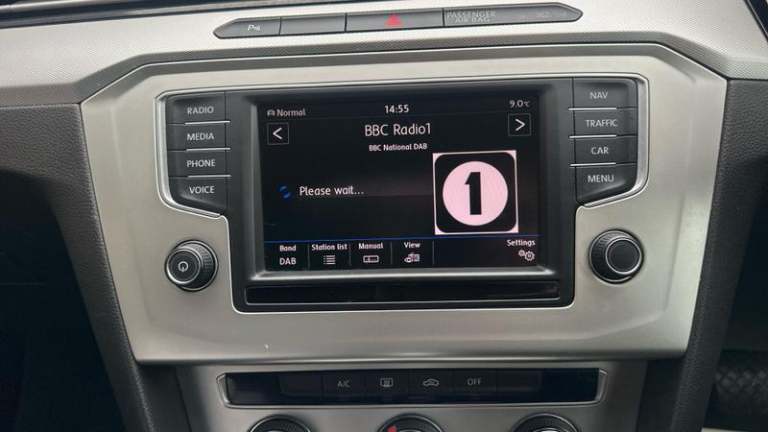 P
PASSENGER
AIR BAG
RADIO
MEDIA
PHONE
VOICE
Normal
14:55
9.0°C
<
BBC Radio1
>
BBC National DAB
Please wait...
1
Band
DAB
Station list
Manual
View
Settings
NAV
TRAFFIC
CAR
MENU
A/C
OFF